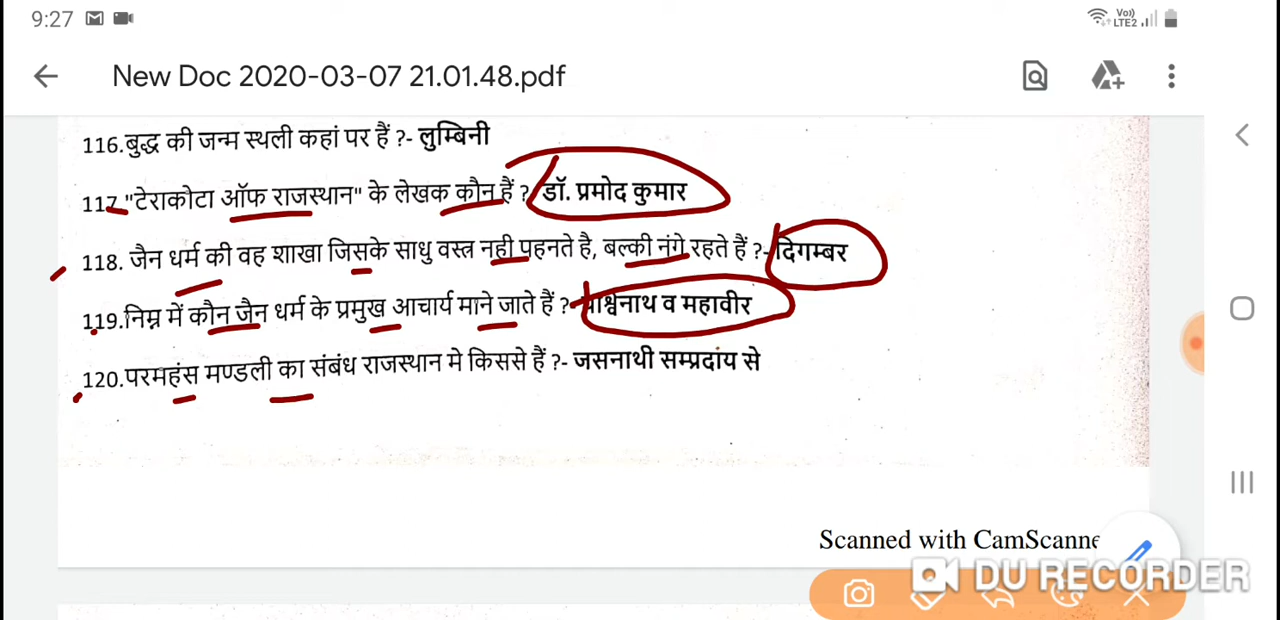 9:27 Vo)) LTE2
New Doc 2020-03-07 21.01.48.pdf
116.बुद्ध की जन्म स्थली कहां पर हैं ?- लुम्बिनी
117."टेराकोटा ऑफ राजस्थान" के लेखक कौन हैं ? डॉ. प्रमोद कुमार
118. जैन धर्म की वह शाखा जिसके साधु वस्त्र नही पहनते है, बल्की नंगे रहते हैं ?- दिगम्बर
119.निम्न में कौन जैन धर्म के प्रमुख आचार्य माने जाते हैं ?- पार्श्वनाथ व महावीर
120.परमहंस मण्डली का संबंध राजस्थान मे किससे हैं ?- जसनाथी सम्प्रदांय से
Scanned with CamScanne
DU RECORDER